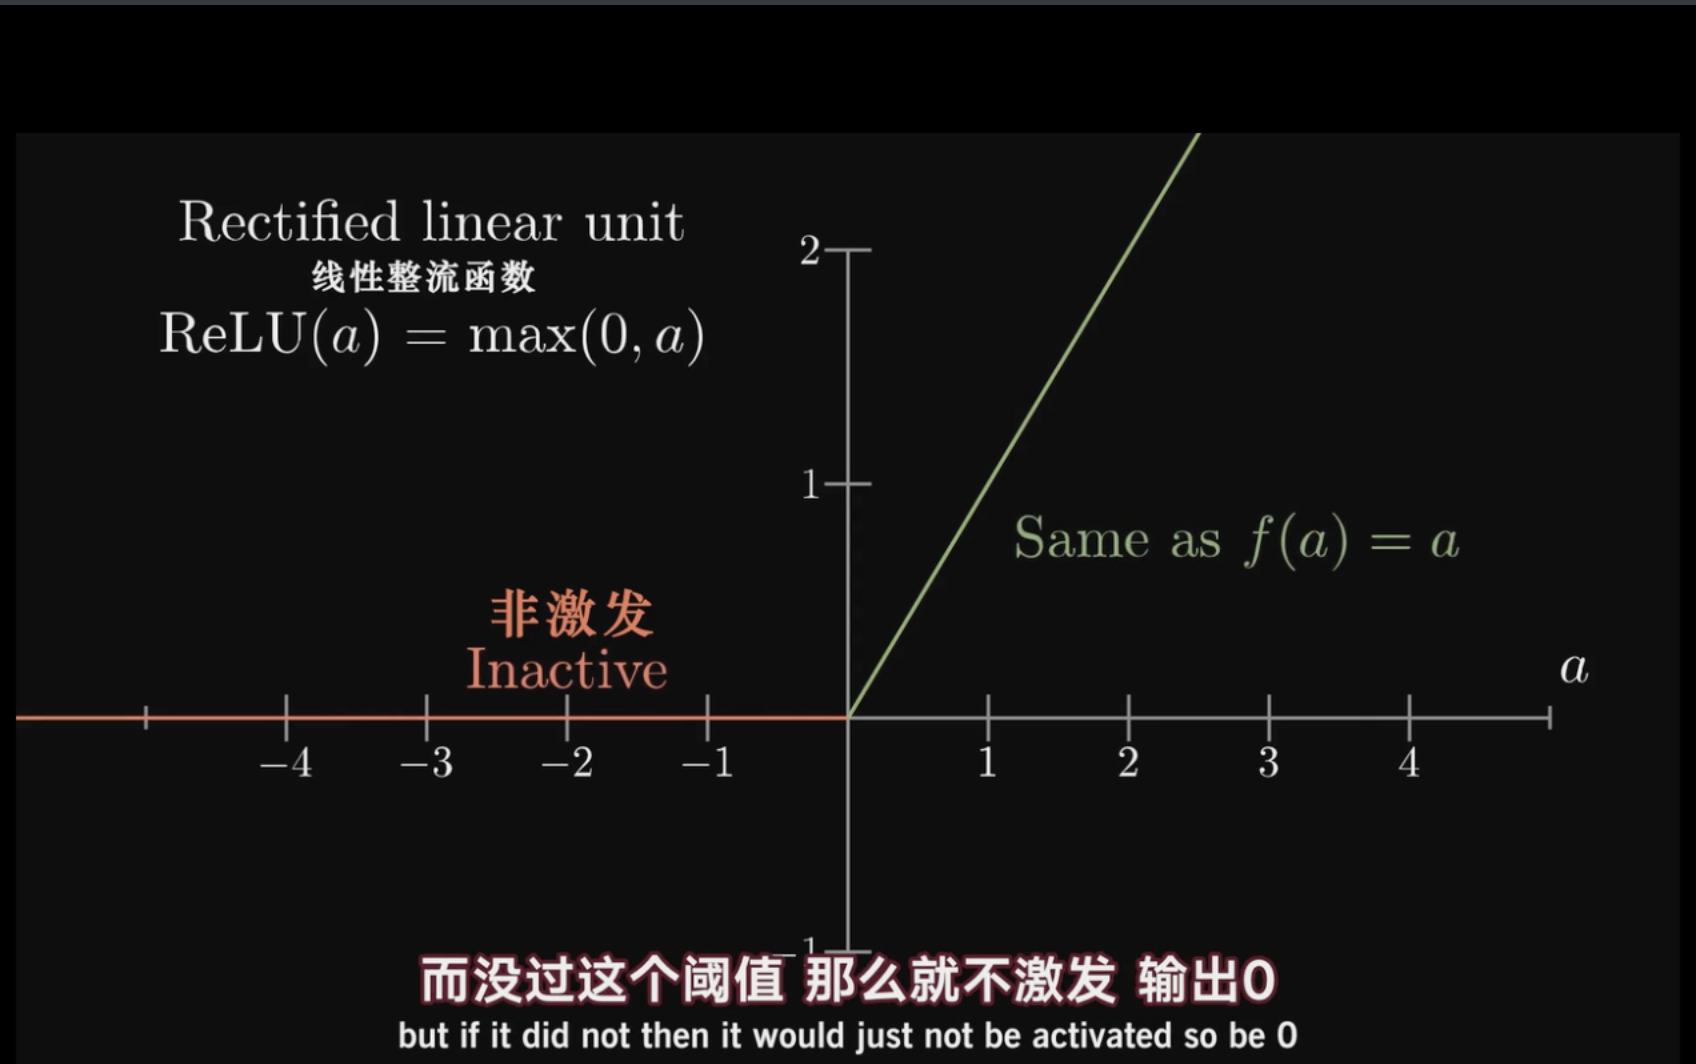 Rectified linear unit
线性整流函数
ReLU(a) = max(0, a)
2
1
Same as f(a) = a
非激发
Inactive
a
−4 −3 −2 −1 1 2 3 4
−1
而没过这个阈值 那么就不激发 输出0
but if it did not then it would just not be activated so be 0